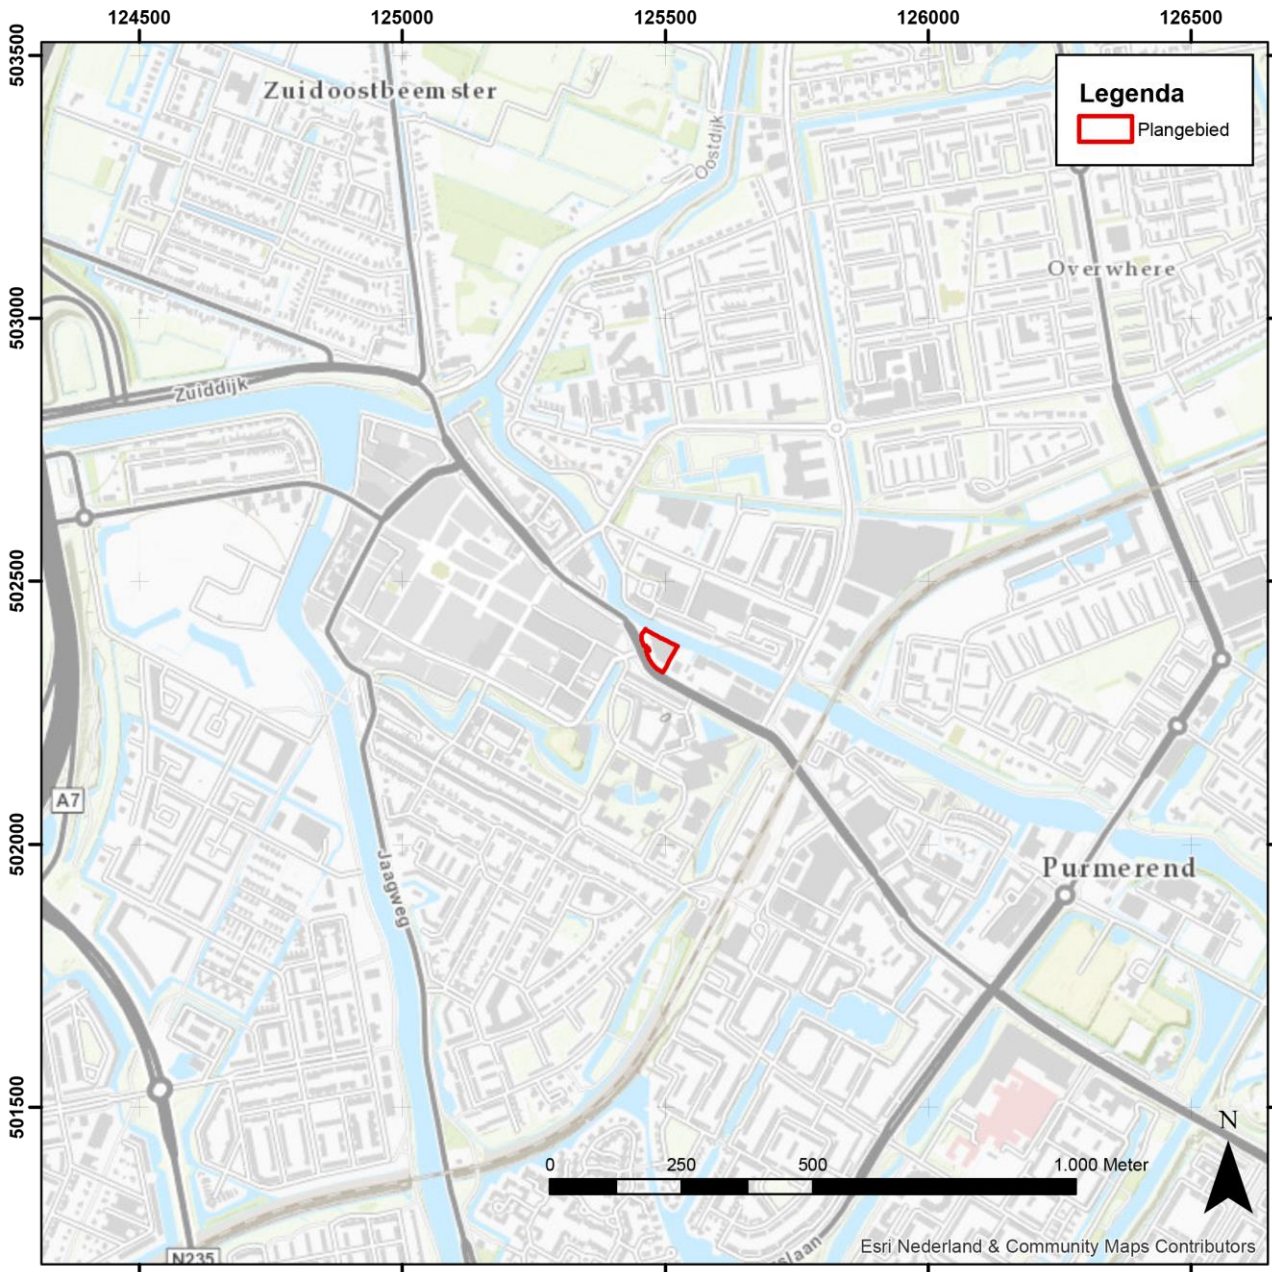 124500 125000 125500 126000 126500
503500
503000
502500
502000
501500
Zuidoostbeemster
Oostdijk
Legenda
Plangebied
Overwhere
Zuiddijk
A7
Jaagweg
Purmerend
N235
slaan
N
0 250 500 1.000 Meter
Esri Nederland & Community Maps Contributors